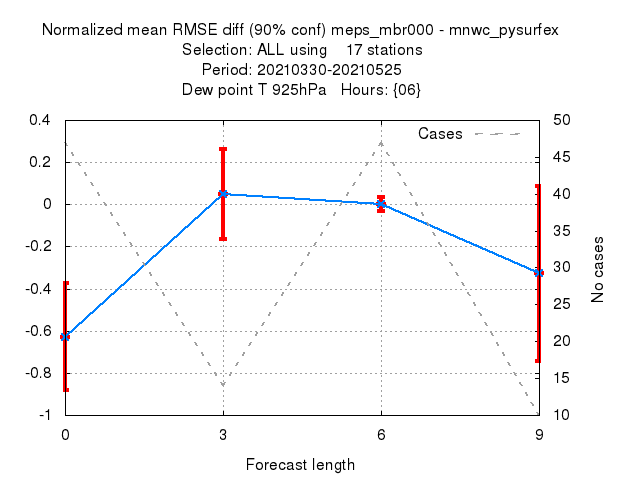 Normalized mean RMSE diff (90% conf) meps_mbr000 - mnwc_pysurfex
Selection: ALL using 17 stations
Period: 20210330-20210525
Dew point T 925hPa Hours: {06}
Cases
0.4
0.2
0
-0.2
-0.4
-0.6
-0.8
-1
50
45
40
35
30
25
20
15
10
No cases
0 3 6 9
Forecast length